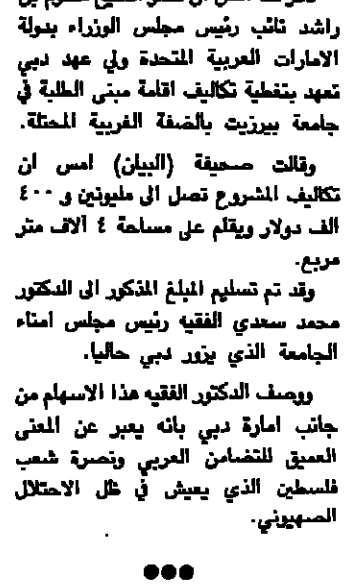 راشد نائب رئيس مجلس الوزراء بدولة
الامارات العربية المتحدة ولي عهد دبي
تعهد بتغطية تكاليف اقامة مبنى الطلبة في
جامعة بيرزيت بالضفة الغربية المحتلة.
وقالت صحيفة (البيان) امس ان
تكاليف المشروع تصل الى مليونين و ٤٠٠
الف دولار ويقام على مساحة ٤ آلاف متر
مربع.
وقد تم تسليم المبلغ المذكور الى الدكتور
محمد سعدي الفقيه رئيس مجلس امناء
الجامعة الذي يزور دبي حاليا.
ووصف الدكتور الفقيه هذا الاسهام من
جانب امارة دبي بانه يعبر عن المعنى
العميق للتضامن العربي ونصرة شعب
فلسطين الذي يعيش في ظل الاحتلال
الصهيوني.